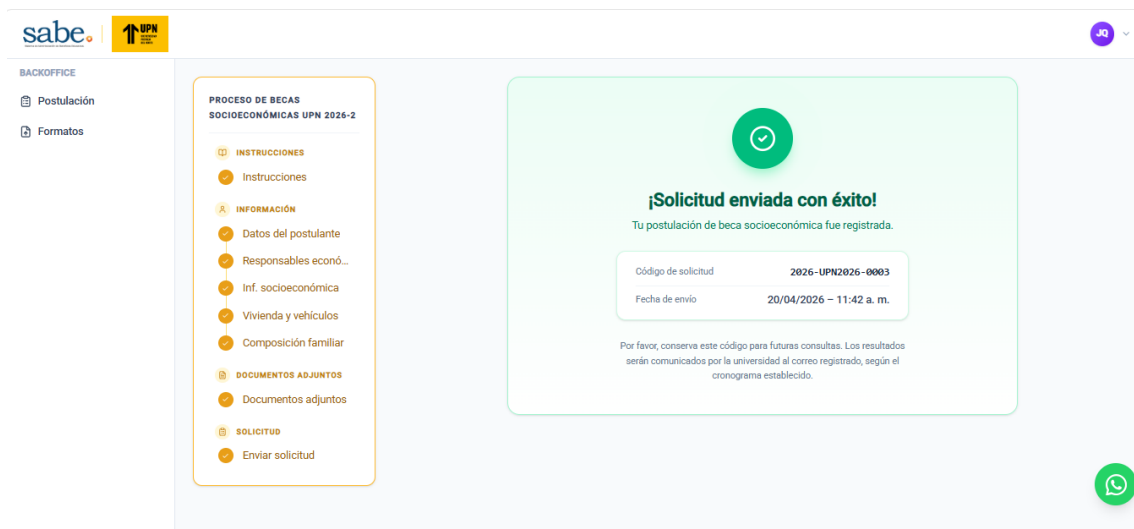 sabe.
UPN
JQ
BACKOFFICE
Postulación
Formatos
PROCESO DE BECAS
SOCIOECONÓMICAS UPN 2026-2
INSTRUCCIONES
Instrucciones
INFORMACIÓN
Datos del postulante
Responsables econó...
Inf. socioeconómica
Vivienda y vehículos
Composición familiar
DOCUMENTOS ADJUNTOS
Documentos adjuntos
SOLICITUD
Enviar solicitud
¡Solicitud enviada con éxito!
Tu postulación de beca socioeconómica fue registrada.
Código de solicitud 2026-UPN2026-0003
Fecha de envío 20/04/2026 – 11:42 a. m.
Por favor, conserva este código para futuras consultas. Los resultados
serán comunicados por la universidad al correo registrado, según el
cronograma establecido.